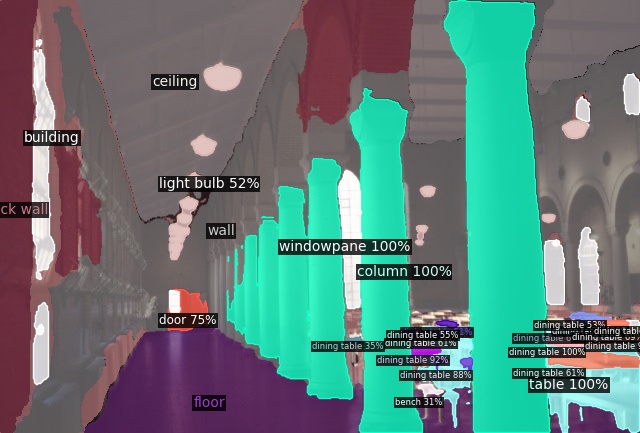 ceiling
building
light bulb 52%
ck wall
wall
windowpane 100%
column 100%
door 75%
dining table 53%
dining table 55%
dining table 61%
dining table 35%
dining table 100%
dining table 92%
dining table 61%
dining table 88%
table 100%
bench 31%
floor